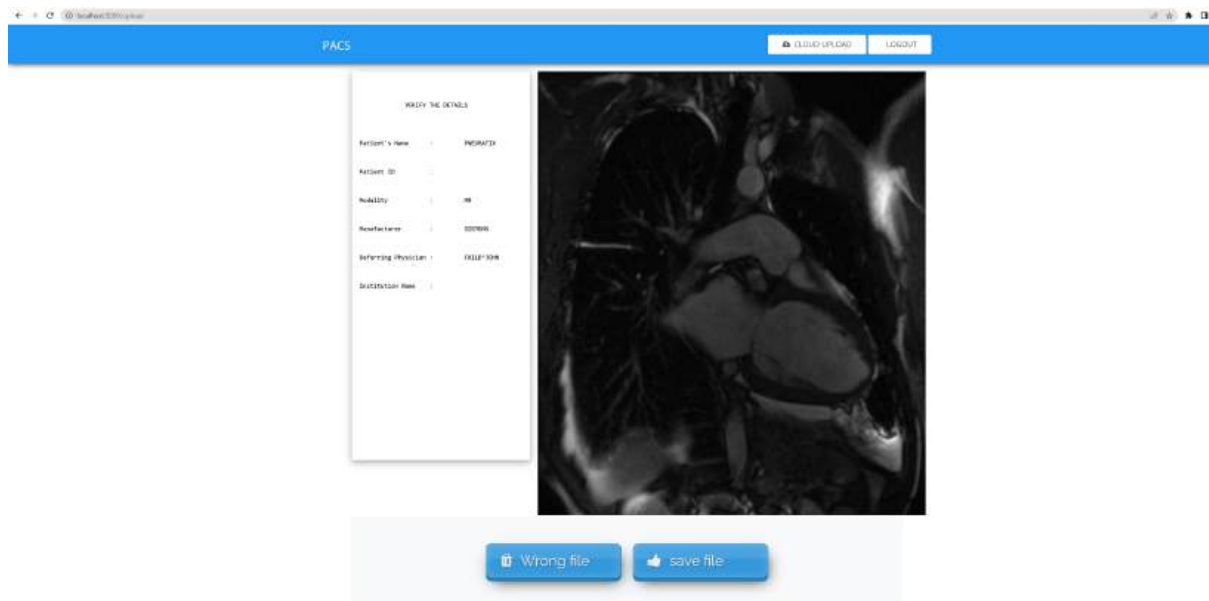 PACS
CLOUD UPLOAD
LOGOUT
VERIFY THE DETAILS
Patient's Name :
Patient ID :
Modality : MR
Manufacturer : SIEMENS
Referring Physician :
Institution Name :
Wrong file
save file